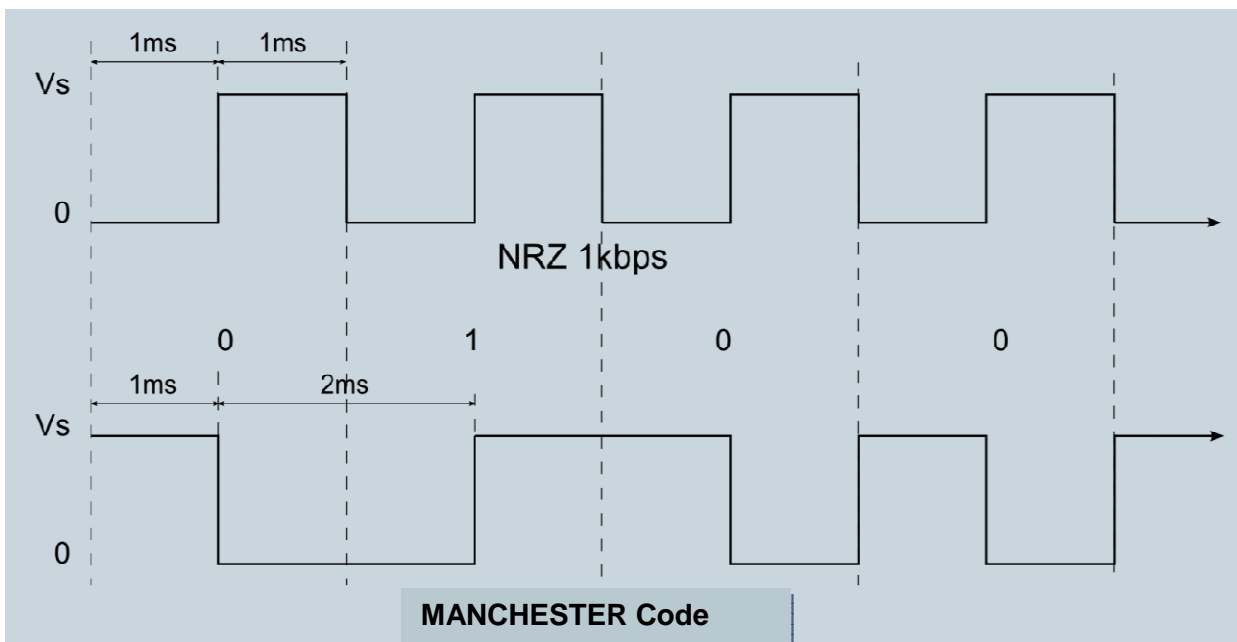 1ms 1ms
Vs
0
NRZ 1kbps
0 1 0 0
1ms 2ms
Vs
0
MANCHESTER Code